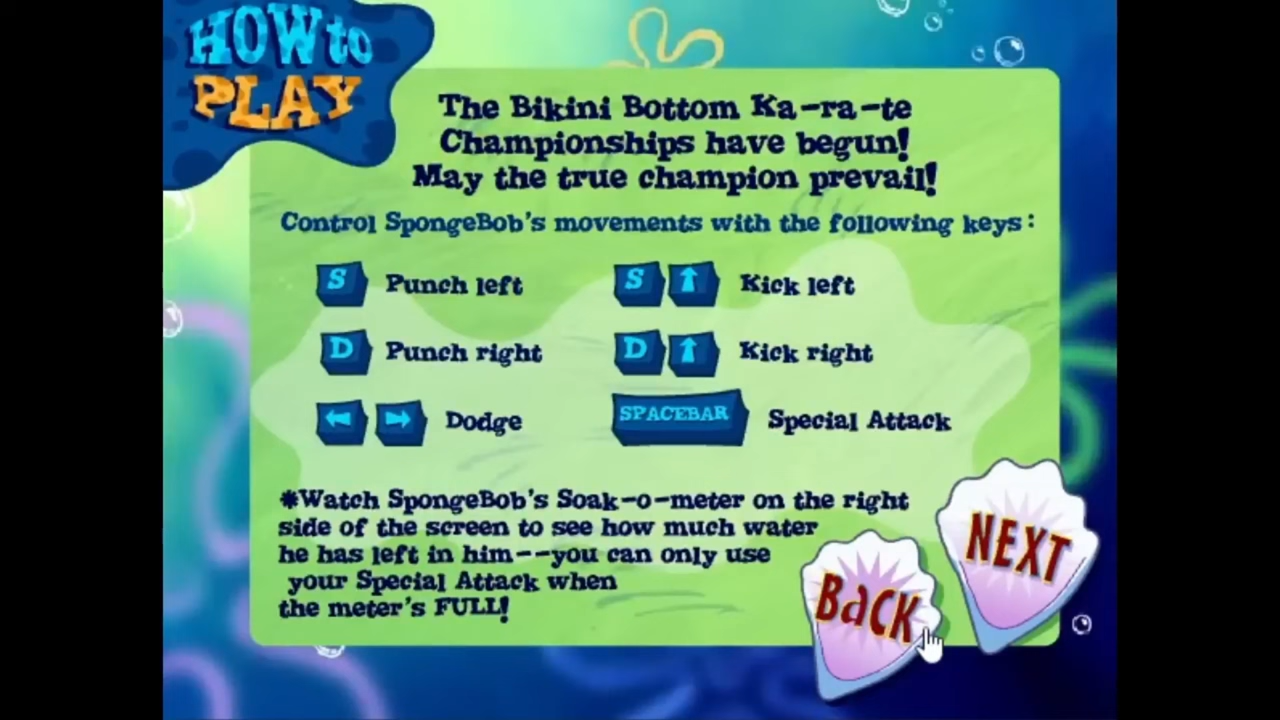 HOW to
PLAY
The Bikini Bottom Ka-ra-te
Championships have begun!
May the true champion prevail!
Control SpongeBob's movements with the following keys:
S Punch left S ↑ Kick left
D Punch right D ↑ Kick right
← → Dodge SPACEBAR Special Attack
*Watch SpongeBob's Soak-o-meter on the right
side of the screen to see how much water
he has left in him--you can only use
your Special Attack when
the meter's FULL!
NEXT
BACK